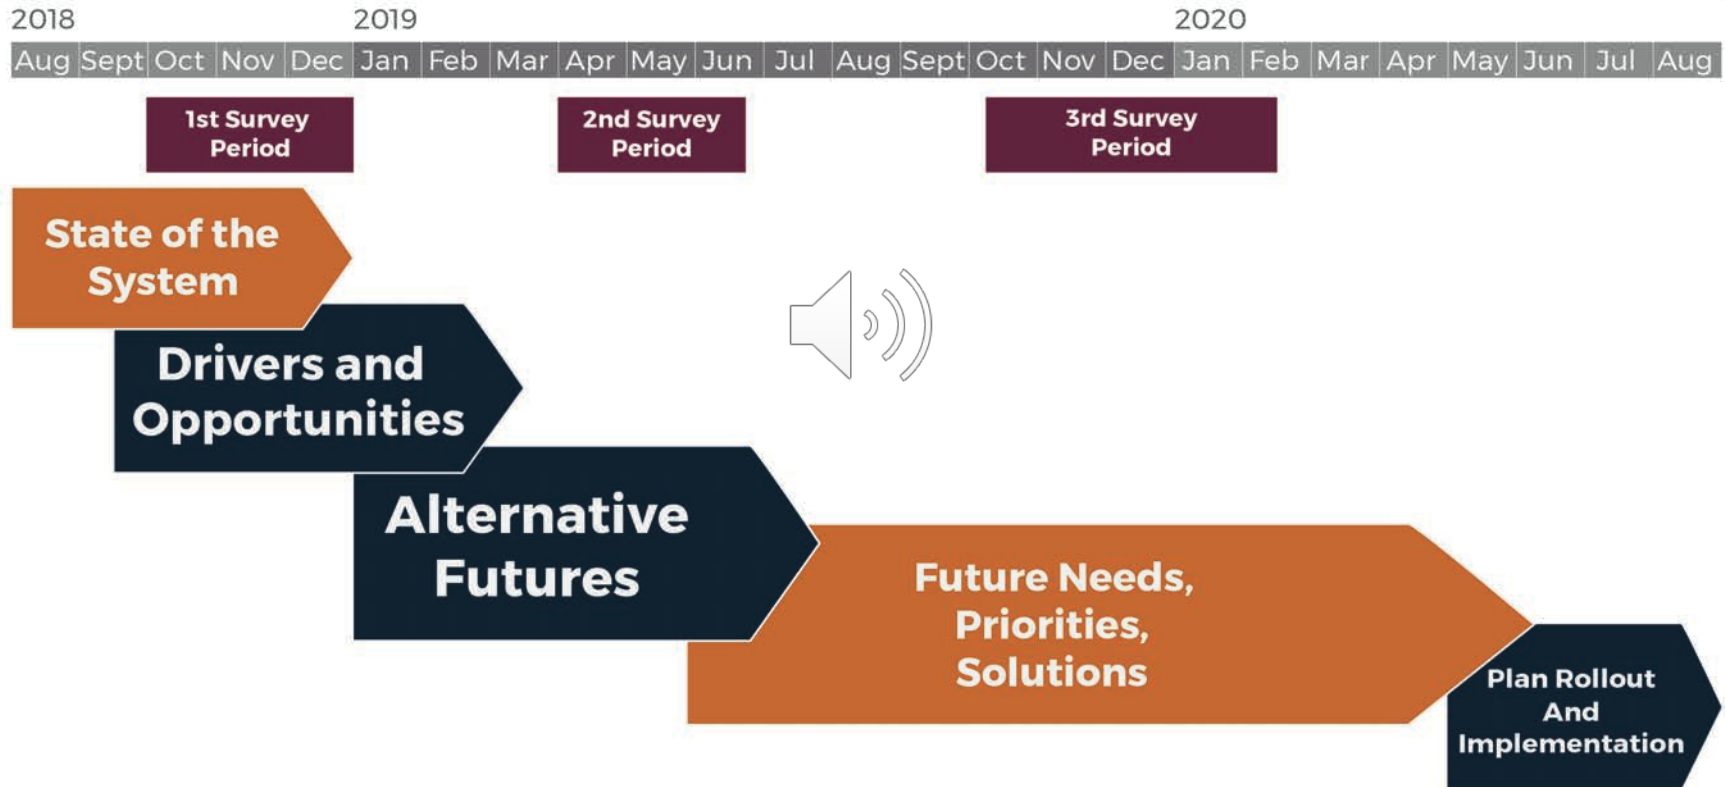 2018 2019 2020
Aug Sept Oct Nov Dec Jan Feb Mar Apr May Jun Jul Aug Sept Oct Nov Dec Jan Feb Mar Apr May Jun Jul Aug
1st Survey
Period
2nd Survey
Period
3rd Survey
Period
State of the
System
Drivers and
Opportunities
Alternative
Futures
Future Needs,
Priorities,
Solutions
Plan Rollout
And
Implementation